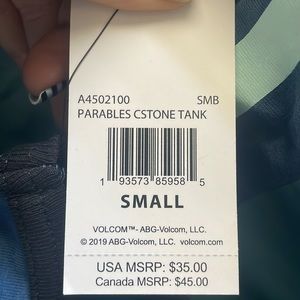 A4502100 SMB
PARABLES CSTONE TANK
1 93573 85958 5
SMALL
VOLCOM™- ABG-Volcom, LLC.
© 2019 ABG-Volcom, LLC. volcom.com
USA MSRP: $35.00
Canada MSRP: $45.00